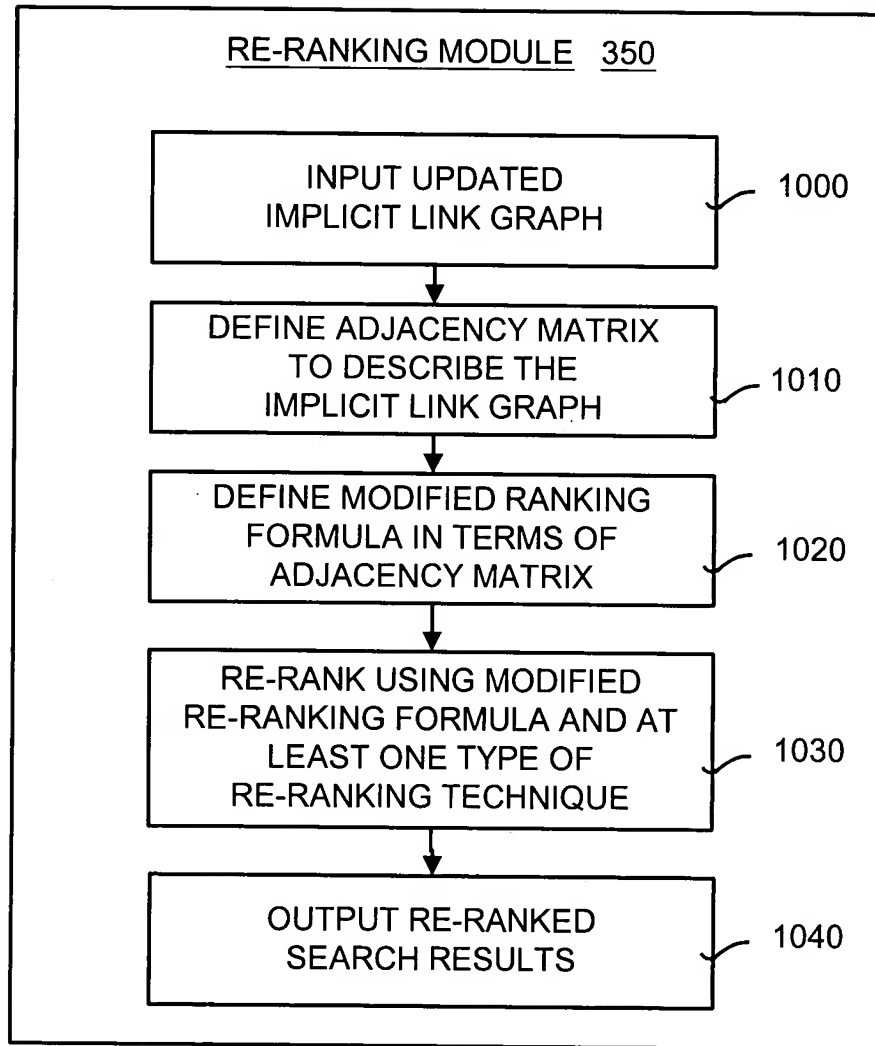 RE-RANKING MODULE 350
INPUT UPDATED
IMPLICIT LINK GRAPH
1000
DEFINE ADJACENCY MATRIX
TO DESCRIBE THE
IMPLICIT LINK GRAPH
1010
DEFINE MODIFIED RANKING
FORMULA IN TERMS OF
ADJACENCY MATRIX
1020
RE-RANK USING MODIFIED
RE-RANKING FORMULA AND AT
LEAST ONE TYPE OF
RE-RANKING TECHNIQUE
1030
OUTPUT RE-RANKED
SEARCH RESULTS
1040